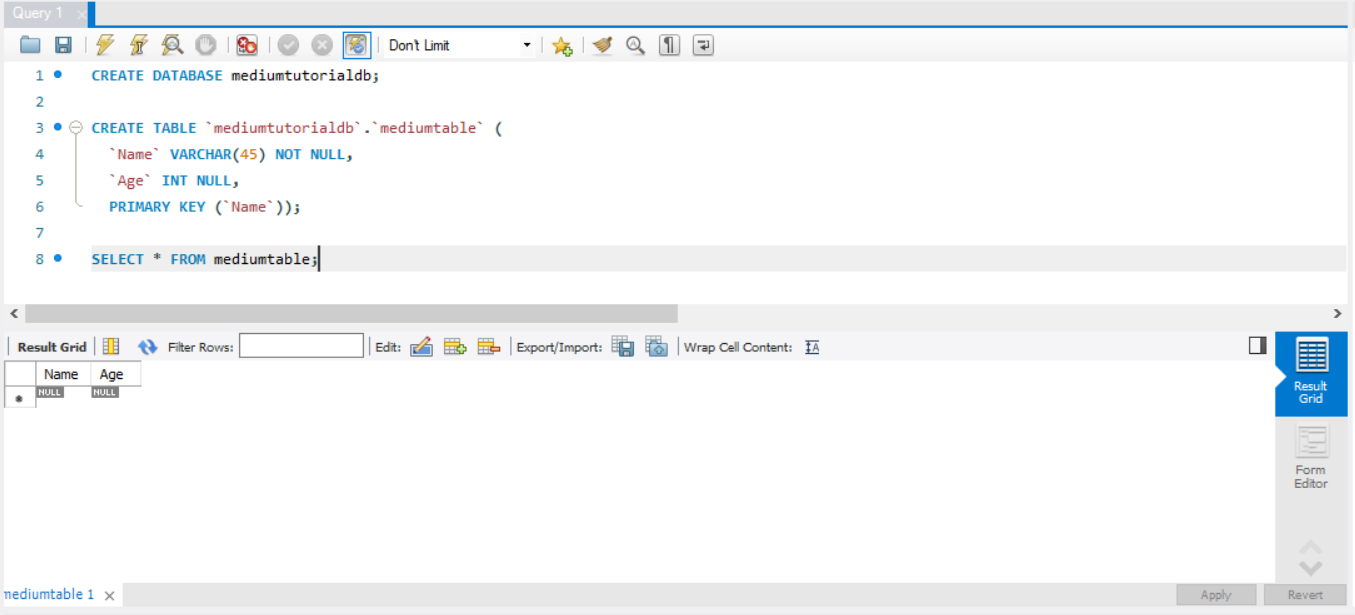 Query 1
Don't Limit
1 CREATE DATABASE mediumtutorialdb;
2
3 CREATE TABLE `mediumtutorialdb`.`mediumtable` (
4 `Name` VARCHAR(45) NOT NULL,
5 `Age` INT NULL,
6 PRIMARY KEY (`Name`));
7
8 SELECT * FROM mediumtable;
Result Grid Filter Rows: Edit: Export/Import: Wrap Cell Content:
Name Age
NULL NULL
Result
Grid
Form
Editor
mediumtable 1
Apply Revert